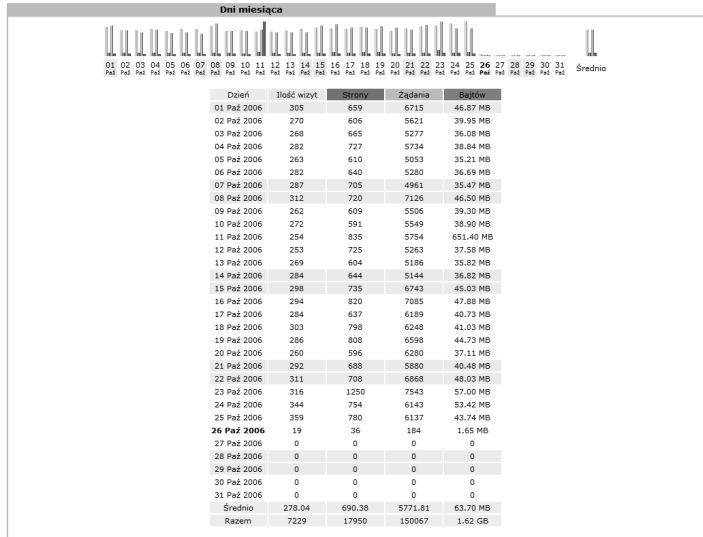 Dni miesiąca
01 02 03 04 05 06 07 08 09 10 11 12 13 14 15 16 17 18 19 20 21 22 23 24 25 26 27 28 29 30 31 Średnio
Paź Paź Paź Paź Paź Paź Paź Paź Paź Paź Paź Paź Paź Paź Paź Paź Paź Paź Paź Paź Paź Paź Paź Paź Paź Paź Paź Paź Paź Paź Paź
Dzień Ilość wizyt Strony Żądania Bajtów
01 Paź 2006 305 659 6715 46.87 MB
02 Paź 2006 270 606 5621 39.95 MB
03 Paź 2006 268 665 5277 36.08 MB
04 Paź 2006 282 727 5734 38.84 MB
05 Paź 2006 263 610 5053 35.21 MB
06 Paź 2006 282 640 5280 36.69 MB
07 Paź 2006 287 705 4961 35.47 MB
08 Paź 2006 312 720 7126 46.50 MB
09 Paź 2006 262 609 5506 39.30 MB
10 Paź 2006 272 591 5549 38.90 MB
11 Paź 2006 254 835 5754 651.40 MB
12 Paź 2006 253 725 5263 37.58 MB
13 Paź 2006 269 604 5186 35.82 MB
14 Paź 2006 284 644 5144 36.82 MB
15 Paź 2006 298 735 6743 45.03 MB
16 Paź 2006 294 820 7085 47.88 MB
17 Paź 2006 284 637 6189 40.73 MB
18 Paź 2006 303 798 6248 41.03 MB
19 Paź 2006 286 808 6598 44.73 MB
20 Paź 2006 260 596 6280 37.11 MB
21 Paź 2006 292 688 5880 40.48 MB
22 Paź 2006 311 708 6868 48.03 MB
23 Paź 2006 316 1250 7543 57.00 MB
24 Paź 2006 344 754 6143 53.42 MB
25 Paź 2006 359 780 6137 43.74 MB
26 Paź 2006 19 36 184 1.65 MB
27 Paź 2006 0 0 0 0
28 Paź 2006 0 0 0 0
29 Paź 2006 0 0 0 0
30 Paź 2006 0 0 0 0
31 Paź 2006 0 0 0 0
Średnio 278.04 690.38 5771.81 63.70 MB
Razem 7229 17950 150067 1.62 GB